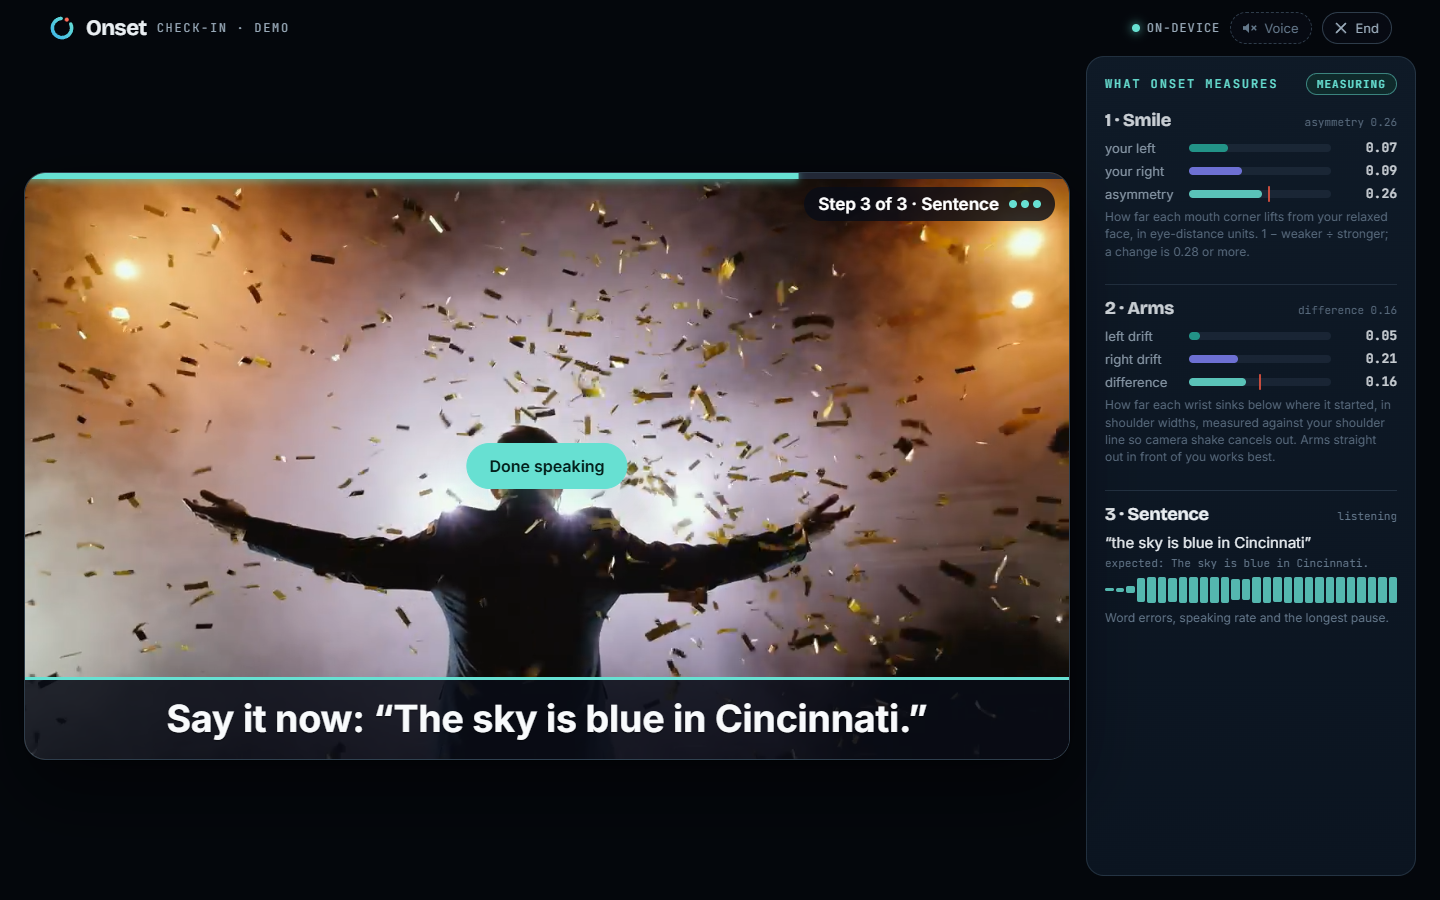 Onset CHECK-IN · DEMO
ON-DEVICE
Voice
End
Step 3 of 3 · Sentence
Done speaking
Say it now: “The sky is blue in Cincinnati.”
WHAT ONSET MEASURES MEASURING
1 · Smile asymmetry 0.26
your left 0.07
your right 0.09
asymmetry 0.26
How far each mouth corner lifts from your relaxed
face, in eye-distance units. 1 − weaker ÷ stronger;
a change is 0.28 or more.
2 · Arms difference 0.16
left drift 0.05
right drift 0.21
difference 0.16
How far each wrist sinks below where it started, in
shoulder widths, measured against your shoulder
line so camera shake cancels out. Arms straight
out in front of you works best.
3 · Sentence listening
"the sky is blue in Cincinnati"
expected: The sky is blue in Cincinnati.
Word errors, speaking rate and the longest pause.